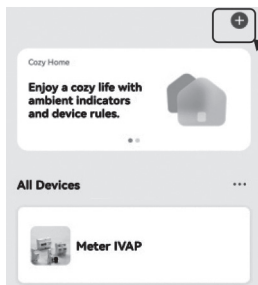 Cozy Home
Enjoy a cozy life with
ambient indicators
and device rules.
All Devices
Meter IVAP